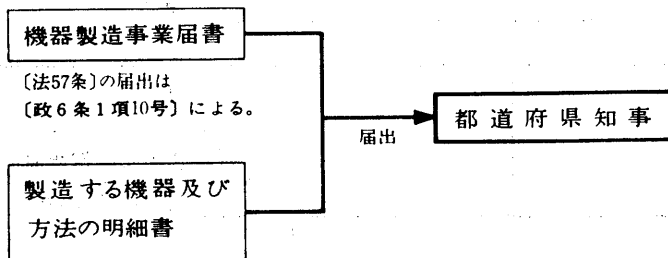 機器製造事業届書
〔法57条〕の届出は
〔政6条1項10号〕による。
届出
都道府県知事
製造する機器及び
方法の明細書